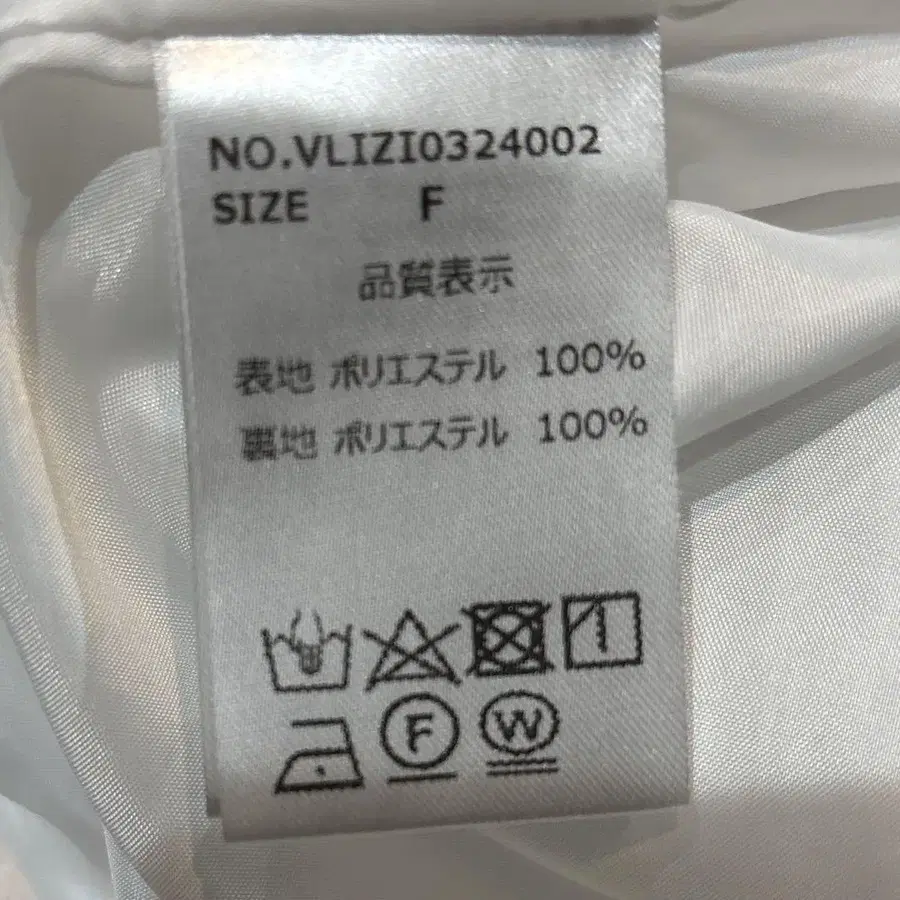 NO.VLIZI0324002
SIZE F
品質表示
表地 ポリエステル 100%
裏地 ポリエステル 100%
F W